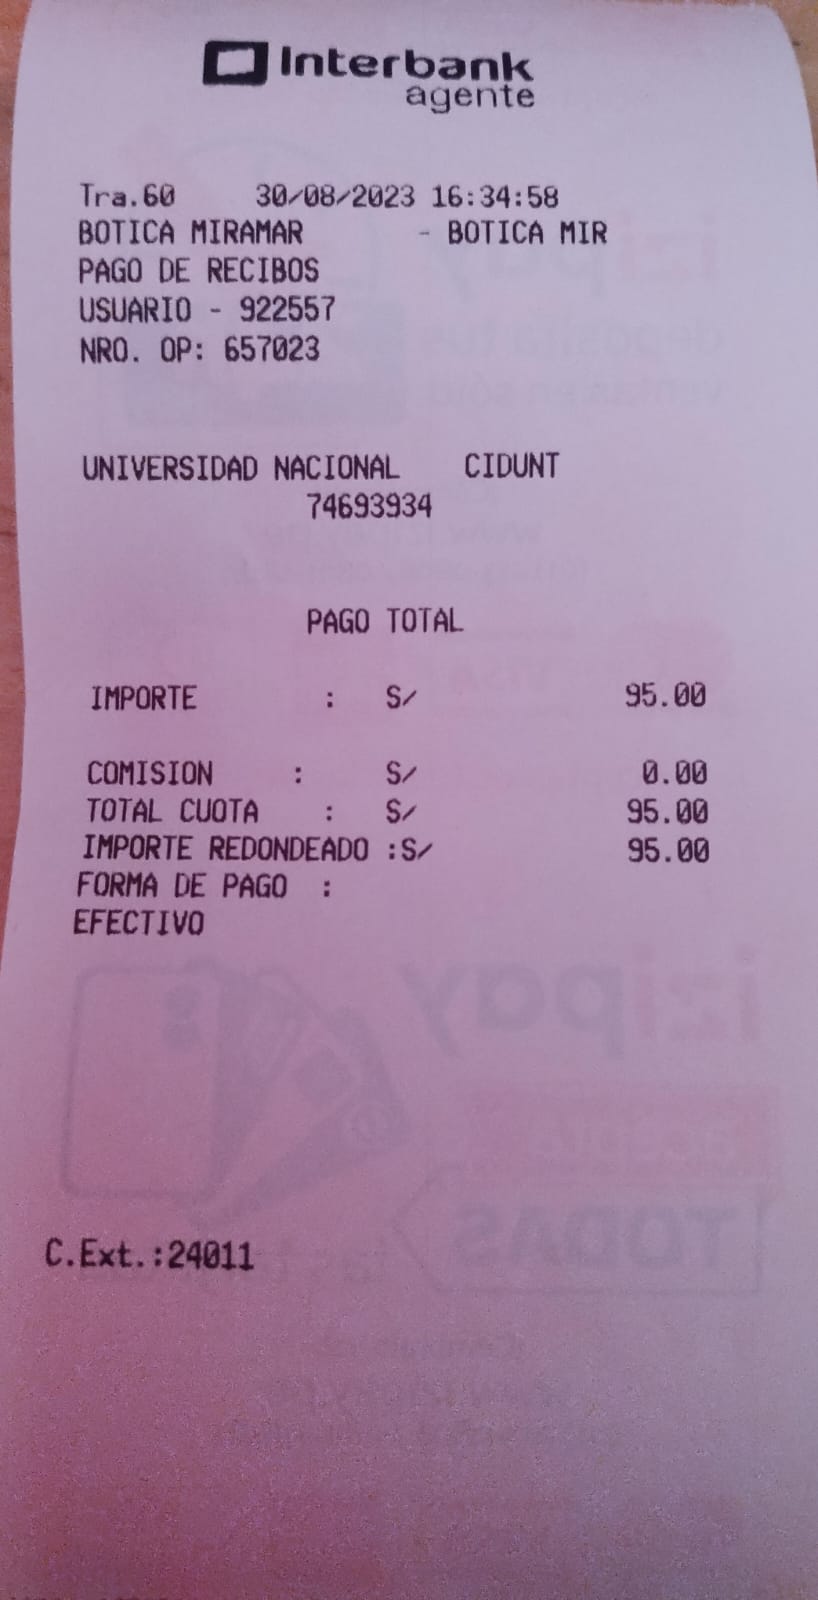 Interbank
agente
Tra.60 30/08/2023 16:34:58
BOTICA MIRAMAR - BOTICA MIR
PAGO DE RECIBOS
USUARIO - 922557
NRO. OP: 657023
UNIVERSIDAD NACIONAL CIDUNT
74693934
PAGO TOTAL
IMPORTE : S/ 95.00
COMISION : S/ 0.00
TOTAL CUOTA : S/ 95.00
IMPORTE REDONDEADO :S/ 95.00
FORMA DE PAGO :
EFECTIVO
izipay
TODAS
C.Ext.:24011